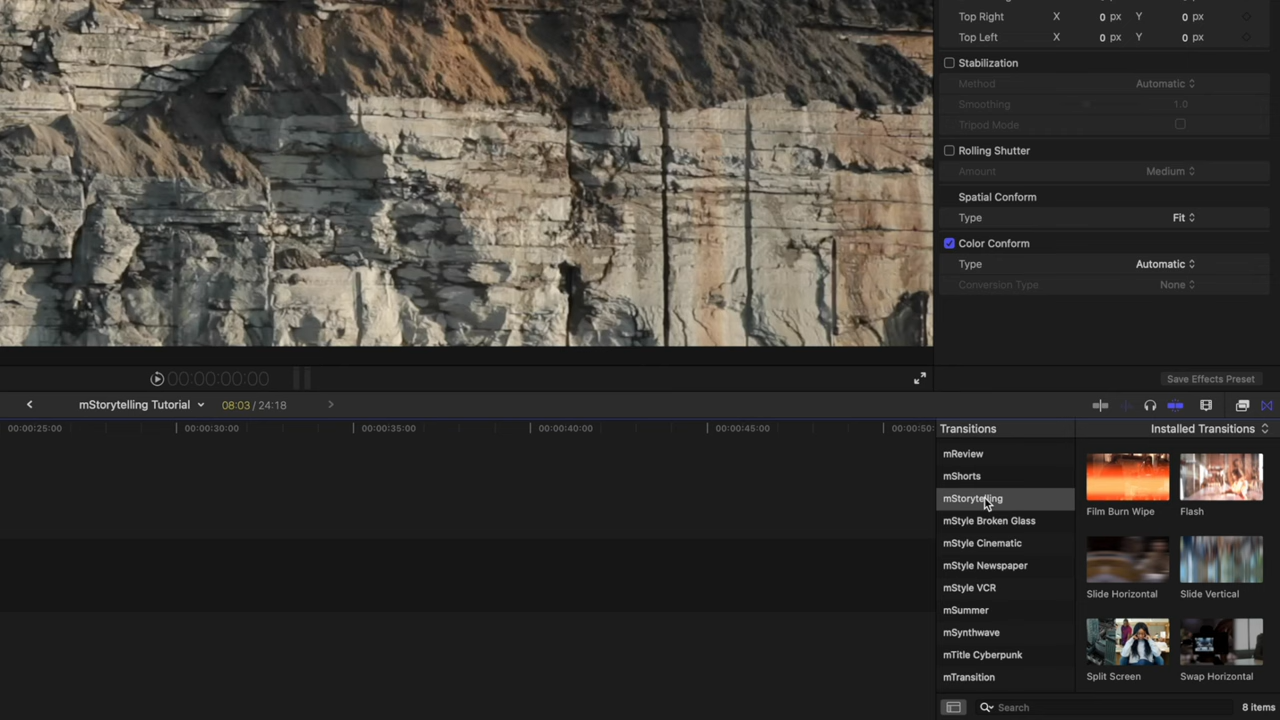 Top Right X 0 px Y 0 px
Top Left X 0 px Y 0 px
Stabilization
Method Automatic
Smoothing 1.0
Tripod Mode
Rolling Shutter
Amount Medium
Spatial Conform
Type Fit
Color Conform
Type Automatic
Conversion Type None
00:00:00:00
Save Effects Preset
mStorytelling Tutorial 08:03 / 24:18
00:00:25:00 00:00:30:00 00:00:35:00 00:00:40:00 00:00:45:00 00:00:50:
Transitions
Installed Transitions
mReview
mShorts
mStorytelling
mStyle Broken Glass
mStyle Cinematic
mStyle Newspaper
mStyle VCR
mSummer
mSynthwave
mTitle Cyberpunk
mTransition
Film Burn Wipe Flash
Slide Horizontal Slide Vertical
Split Screen Swap Horizontal
Search 8 items